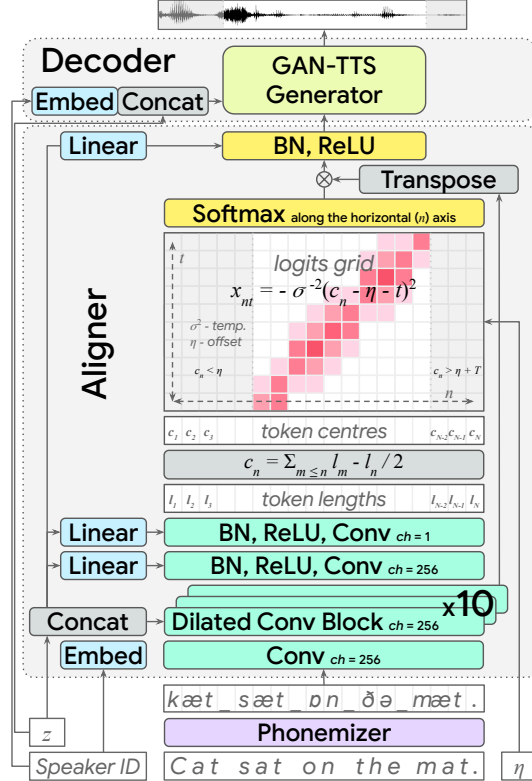 Decoder
GAN-TTS
Generator
Embed Concat
Linear BN, ReLU
⊗ Transpose
Softmax along the horizontal (n) axis
t
logits grid
x_nt = - σ^-2(c_n - η - t)^2
σ^2 - temp.
η - offset
c_n < η
c_n > η + T
n
Aligner
c_1 c_2 c_3 token centres c_N-2 c_N-1 c_N
c_n = Σ_m ≤ n l_m - l_n / 2
l_1 l_2 l_3 token lengths l_N-2 l_N-1 l_N
Linear BN, ReLU, Conv ch = 1
Linear BN, ReLU, Conv ch = 256
x10
Concat Dilated Conv Block ch = 256
Embed Conv ch = 256
kæt_sæt_ɒn_ðə_mæt.
z Phonemizer
Speaker ID Cat sat on the mat. η